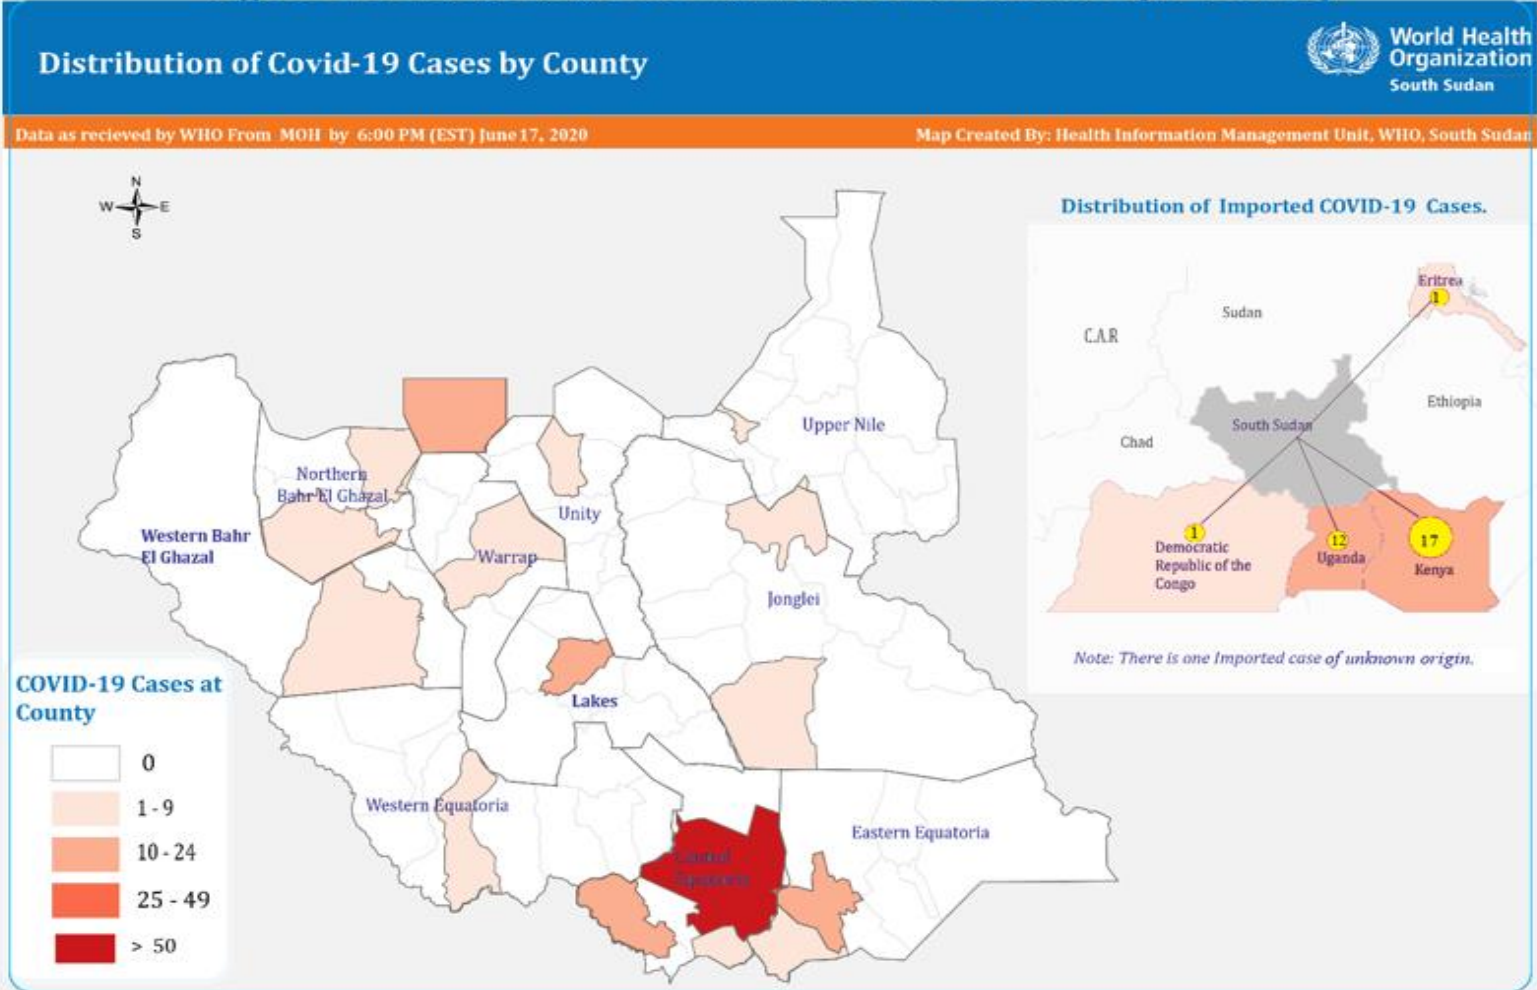 Distribution of Covid-19 Cases by County
World Health
Organization
South Sudan
Data as recieved by WHO From MOH by 6:00 PM (EST) June 17, 2020
Map Created By: Health Information Management Unit, WHO, South Sudan
N
W
E
S
Distribution of Imported COVID-19 Cases.
Eritrea
1
Sudan
C.A.R
Ethiopia
South Sudan
Chad
1
Democratic
Republic of the
Congo
12
Uganda
17
Kenya
Note: There is one Imported case of unknown origin.
Upper Nile
Northern
Bahr El Ghazal
Unity
Western Bahr
El Ghazal
Warrap
Jonglei
Lakes
Western Equatoria
Eastern Equatoria
Central
Equatoria
COVID-19 Cases at
County
0
1 - 9
10 - 24
25 - 49
> 50